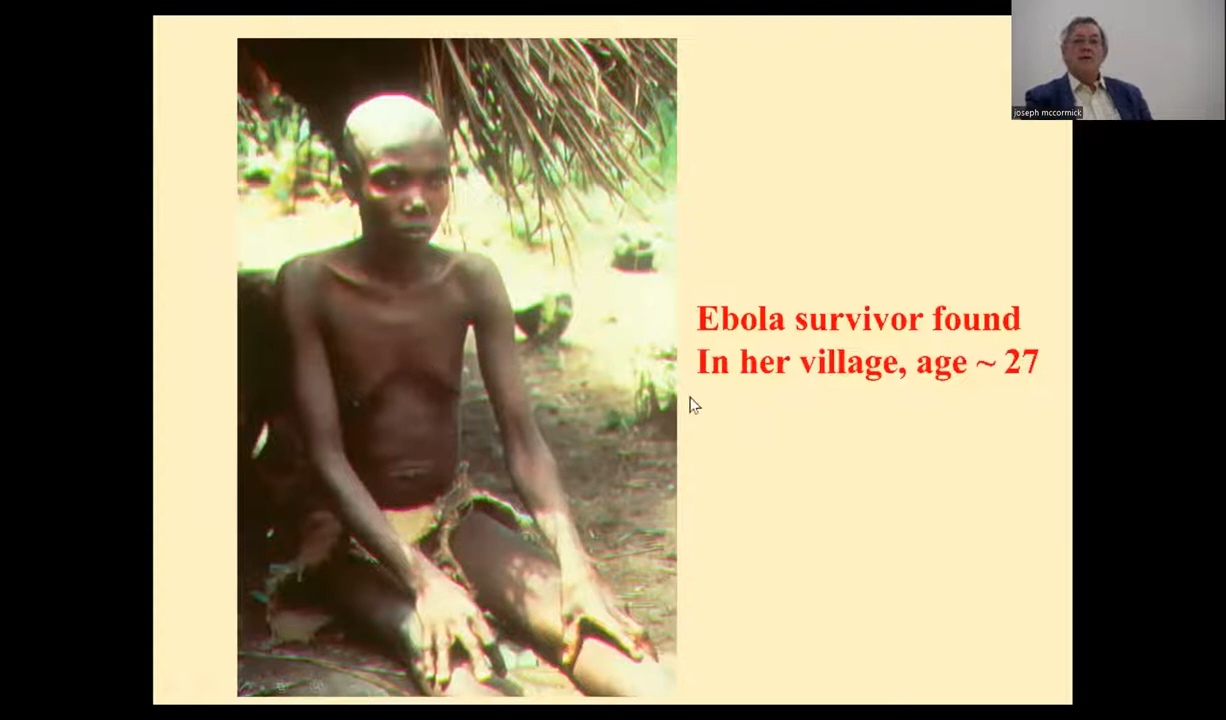 joseph mccormick
Ebola survivor found
In her village, age ~ 27